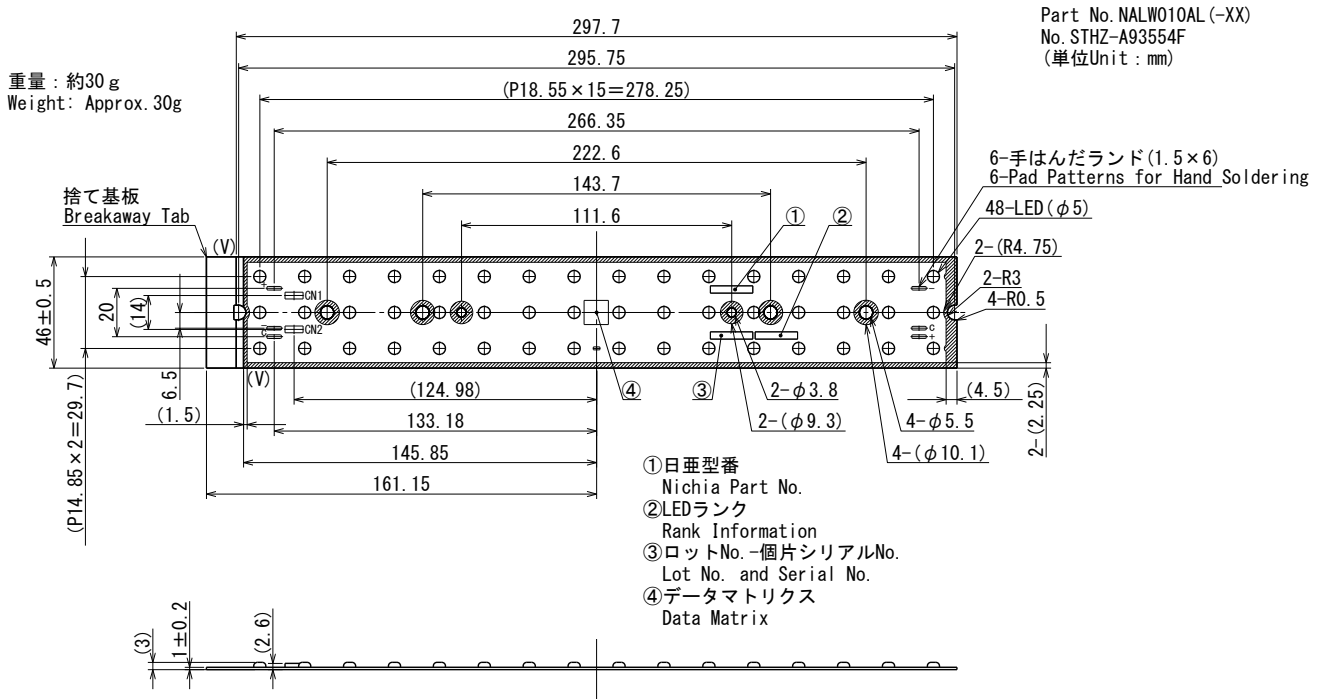 Part No.NALW010AL(-XX)
No.STHZ-A93554F
(単位Unit：mm)
297.7
295.75
重量：約30ｇ
Weight: Approx.30g
(P18.55×15＝278.25)
266.35
222.6
6-手はんだランド(1.5×6)
6-Pad Patterns for Hand Soldering
143.7
捨て基板
Breakaway Tab
111.6
①
②
48-LED(φ5)
(V)
2-(R4.75)
2-R3
4-R0.5
+
-
CN1
46±0.5
20
(14)
-
C
CN2
C
+
(V)
6.5
(P14.85×2＝29.7)
(1.5)
(124.98)
④
③
2-φ3.8
(4.5)
133.18
2-(φ9.3)
4-φ5.5
2-(2.25)
145.85
4-(φ10.1)
161.15
①日亜型番
Nichia Part No.
②LEDランク
Rank Information
③ロットNo.-個片シリアルNo.
Lot No. and Serial No.
④データマトリクス
Data Matrix
(3)
1±0.2
(2.6)